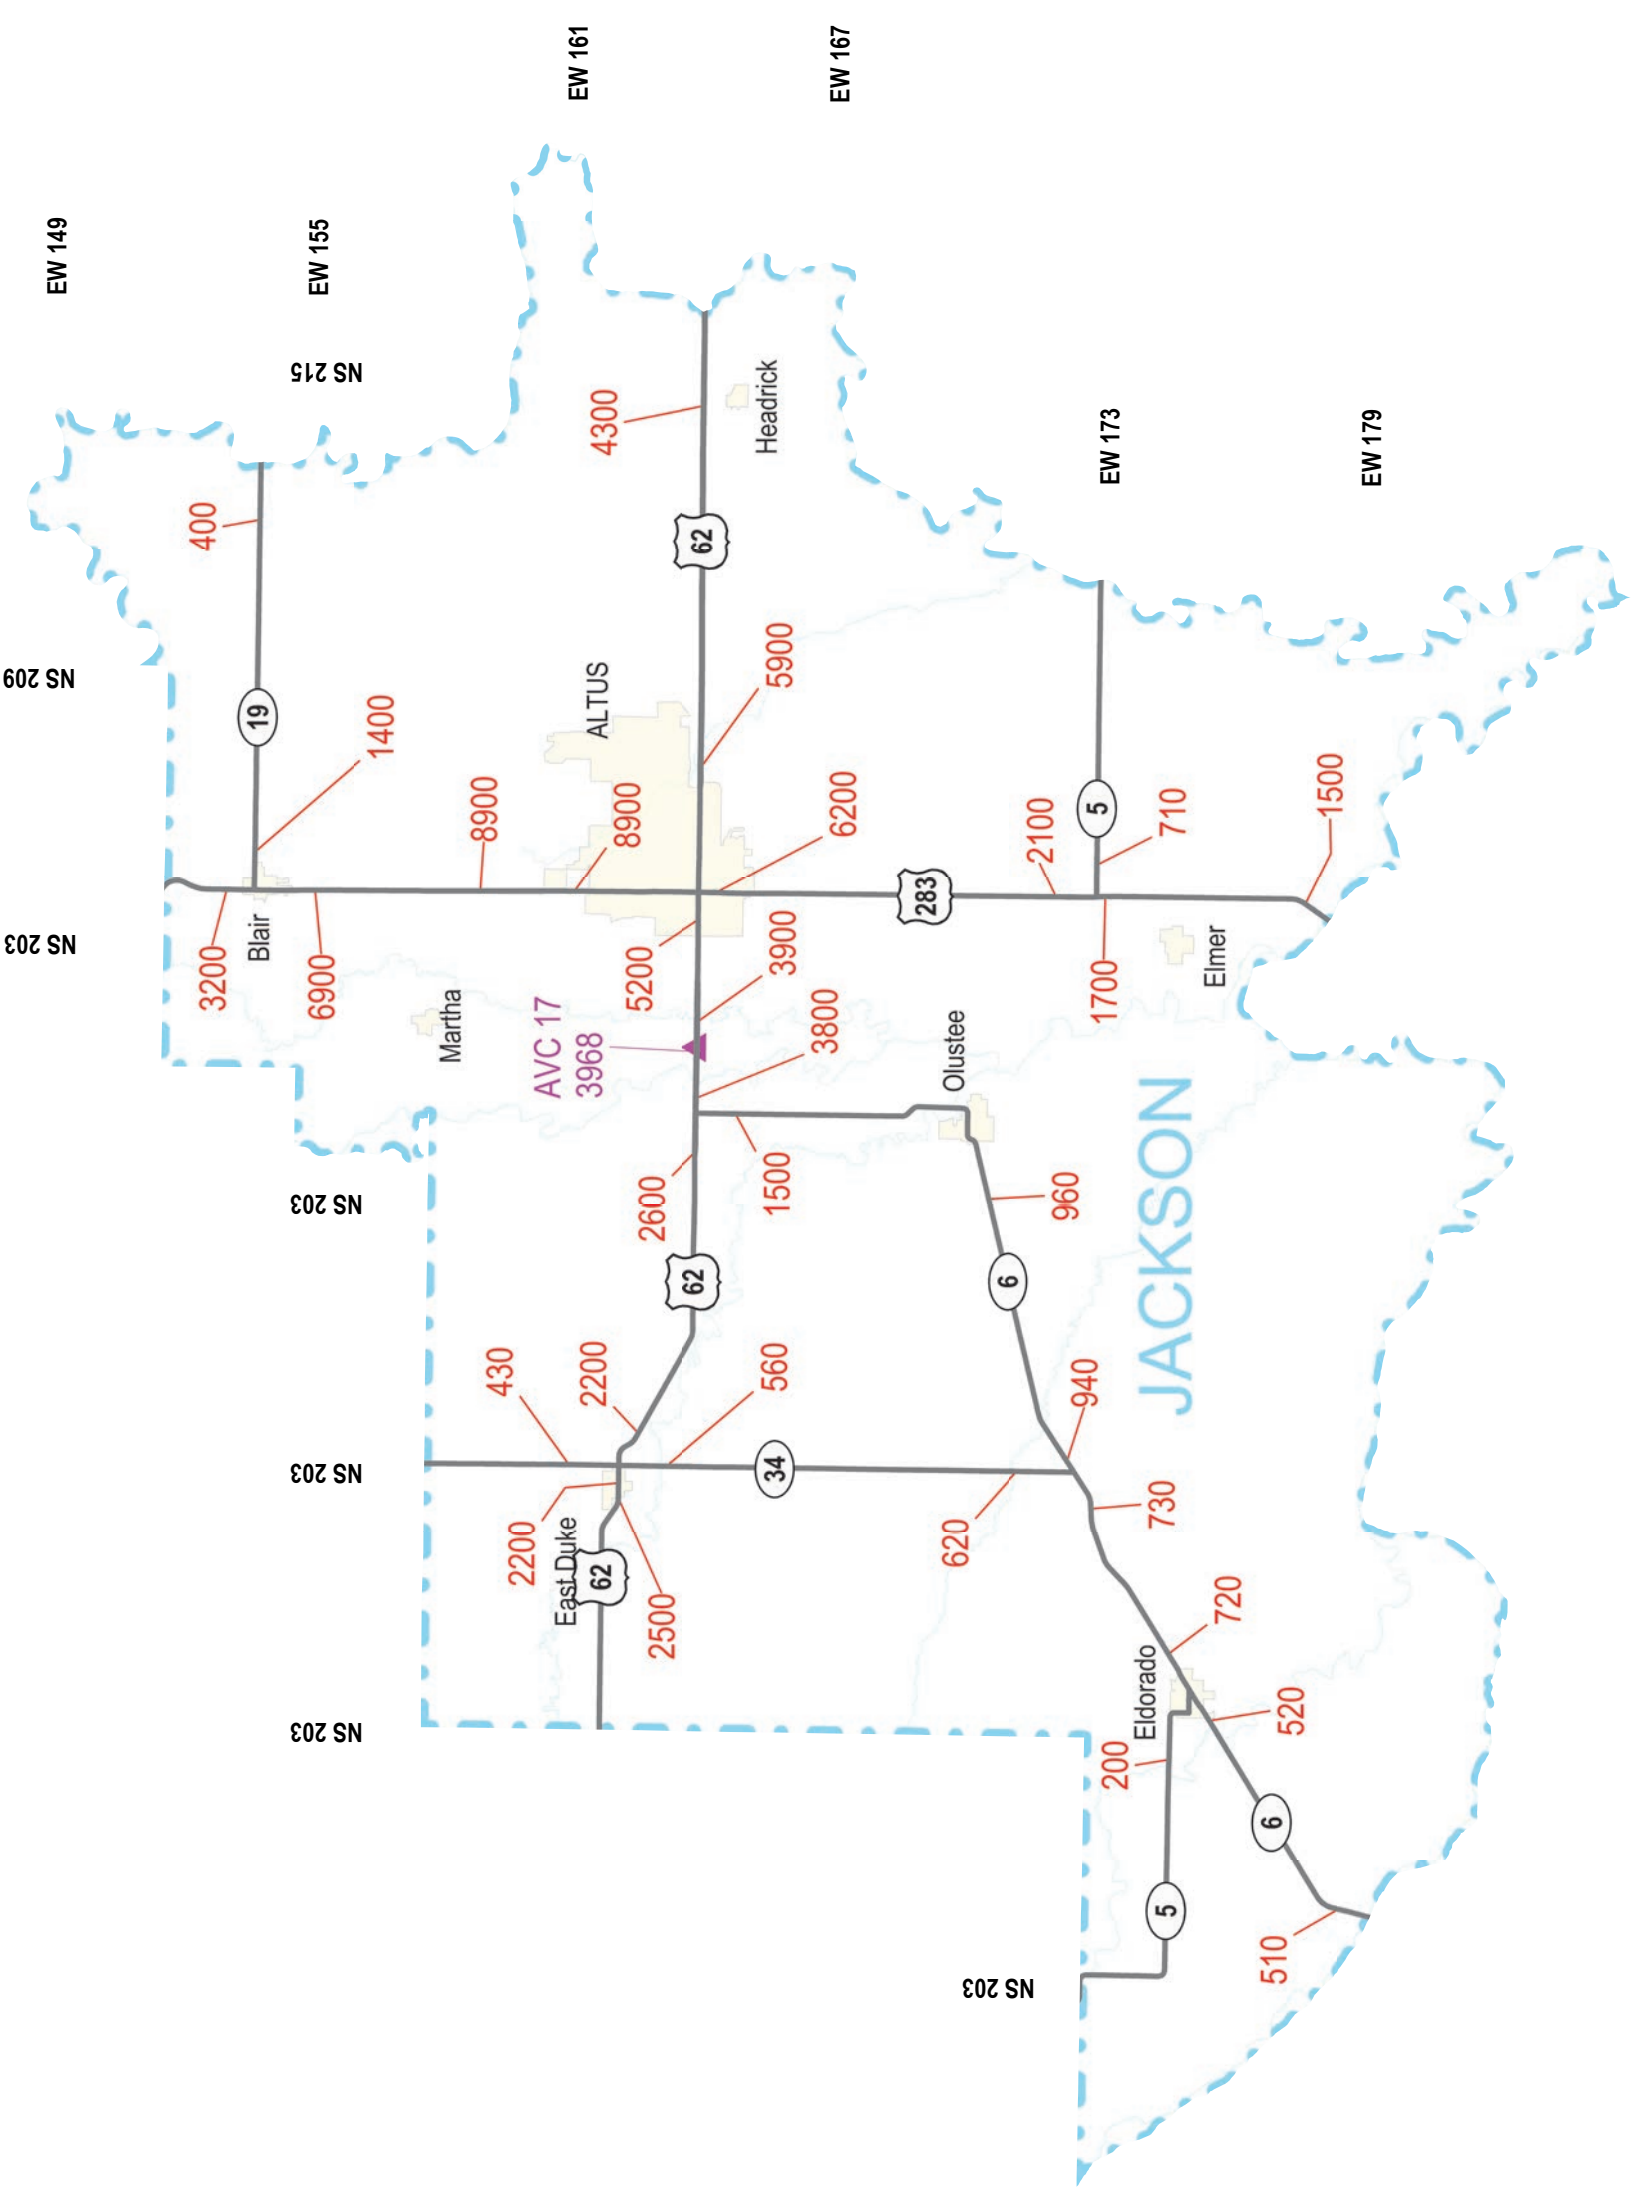 EW 149
EW 155
EW 161
EW 167
EW 173
EW 179
NS 215
NS 209
NS 203
NS 203
NS 203
NS 203
NS 203
400
19
1400
3200
Blair
6900
8900
8900
ALTUS
Martha
4300
Headrick
62
5900
6200
5200
3900
AVC 17
3968
3800
2600
1500
62
Olustee
283
2100
5
710
1700
Elmer
1500
960
6
JACKSON
430
2200
560
34
2200
East Duke
62
2500
620
940
730
720
Eldorado
520
200
5
6
510